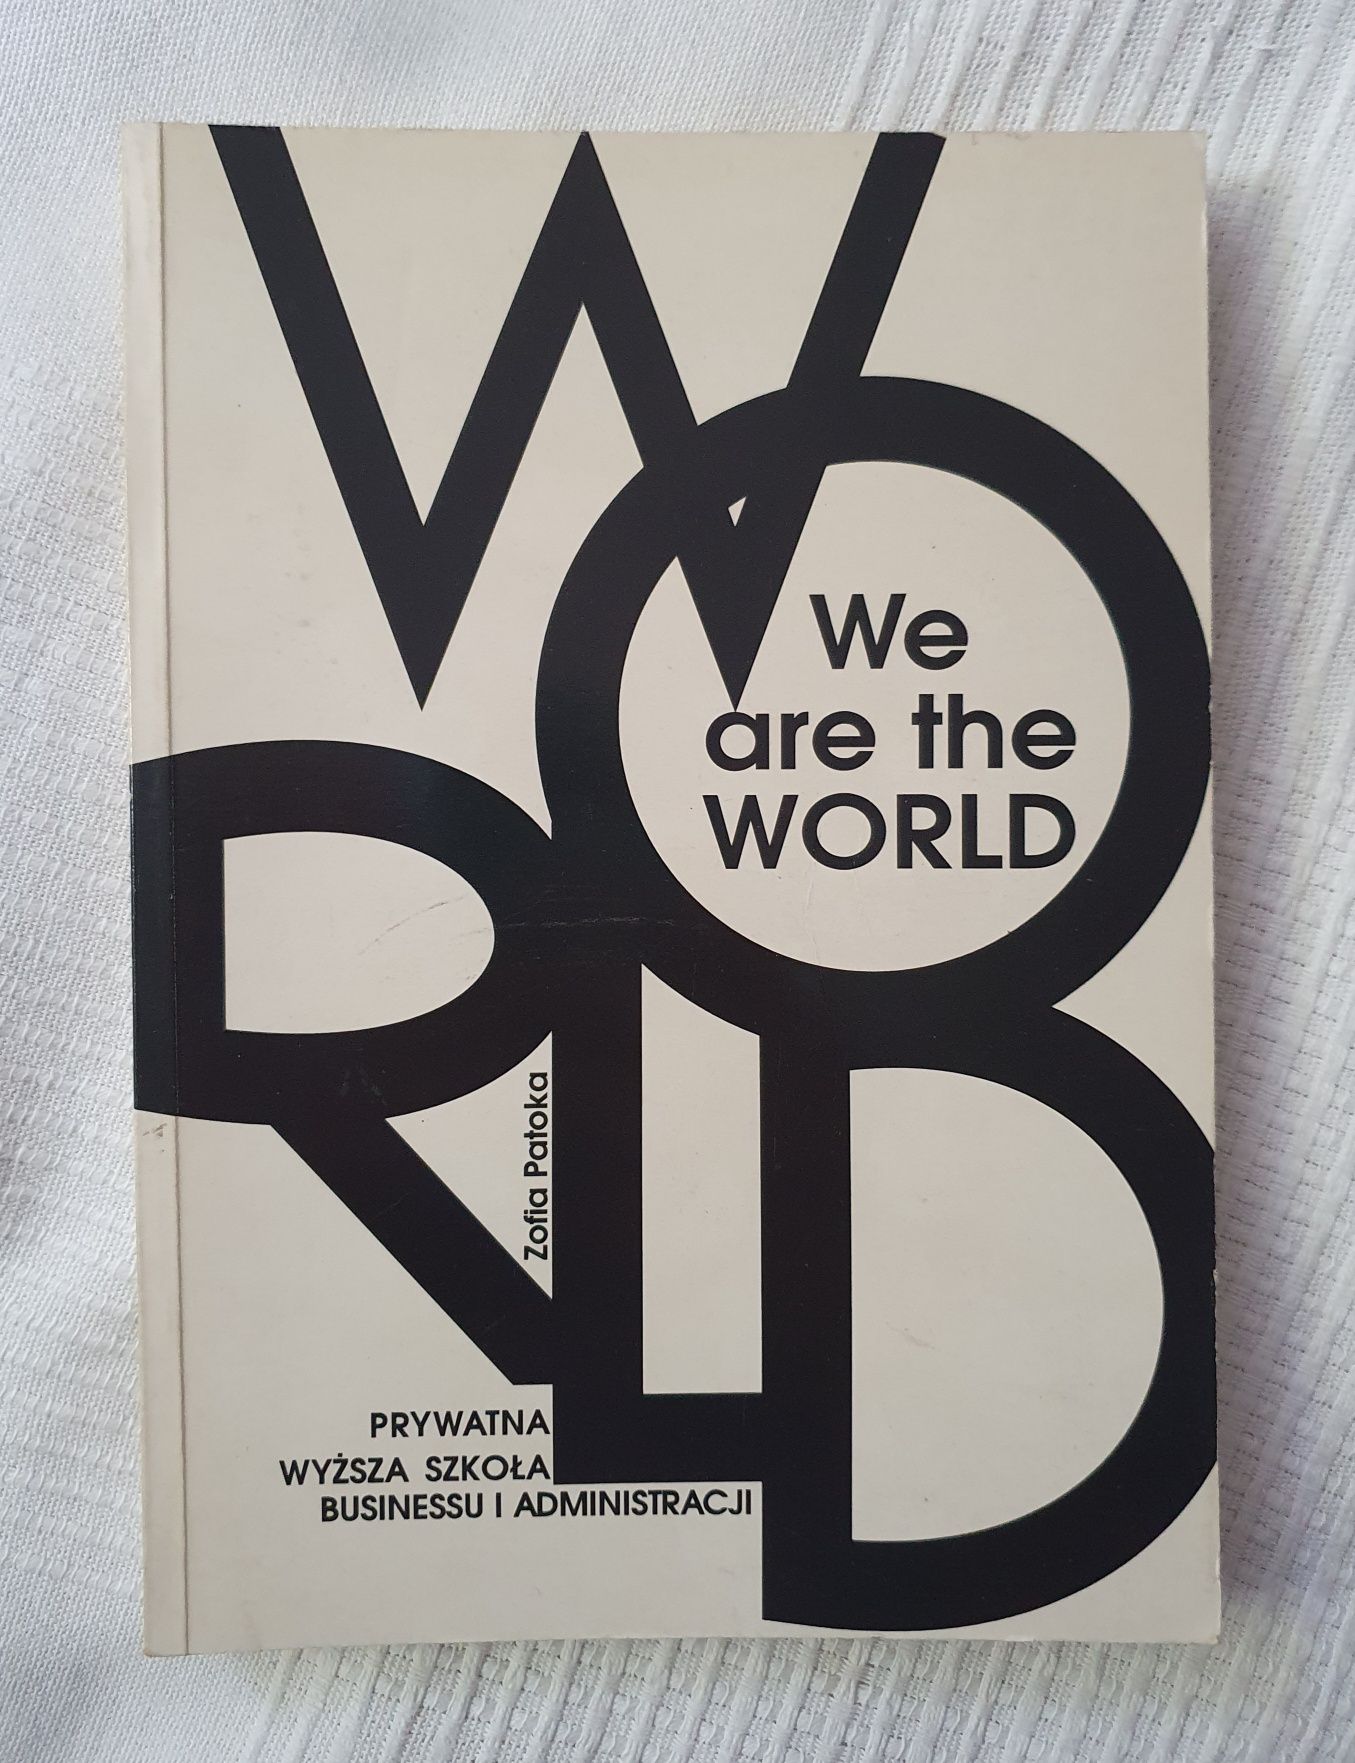 WORLD
We
are the
WORLD
Zofia Patoka
PRYWATNA
WYŻSZA SZKOŁA
BUSINESSU I ADMINISTRACJI